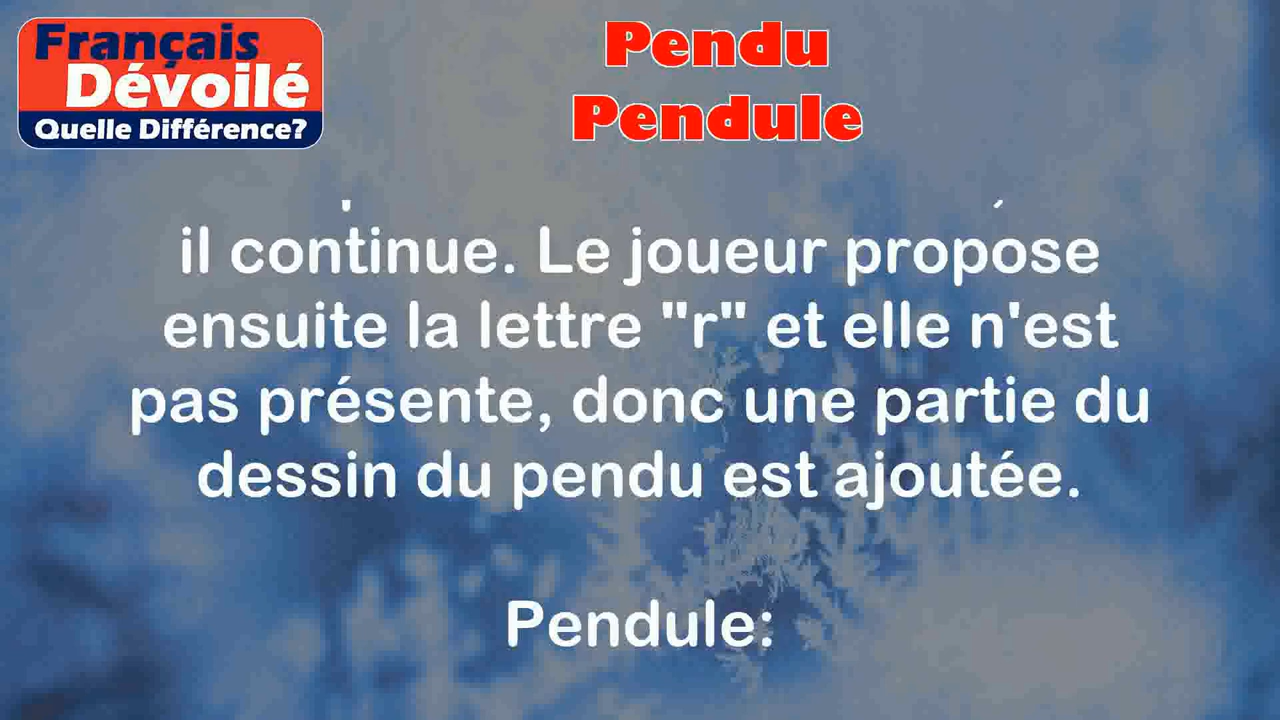 Français
Dévoilé
Quelle Différence?
Pendu
Pendule
il continue. Le joueur propose
ensuite la lettre "r" et elle n'est
pas présente, donc une partie du
dessin du pendu est ajoutée.
Pendule: